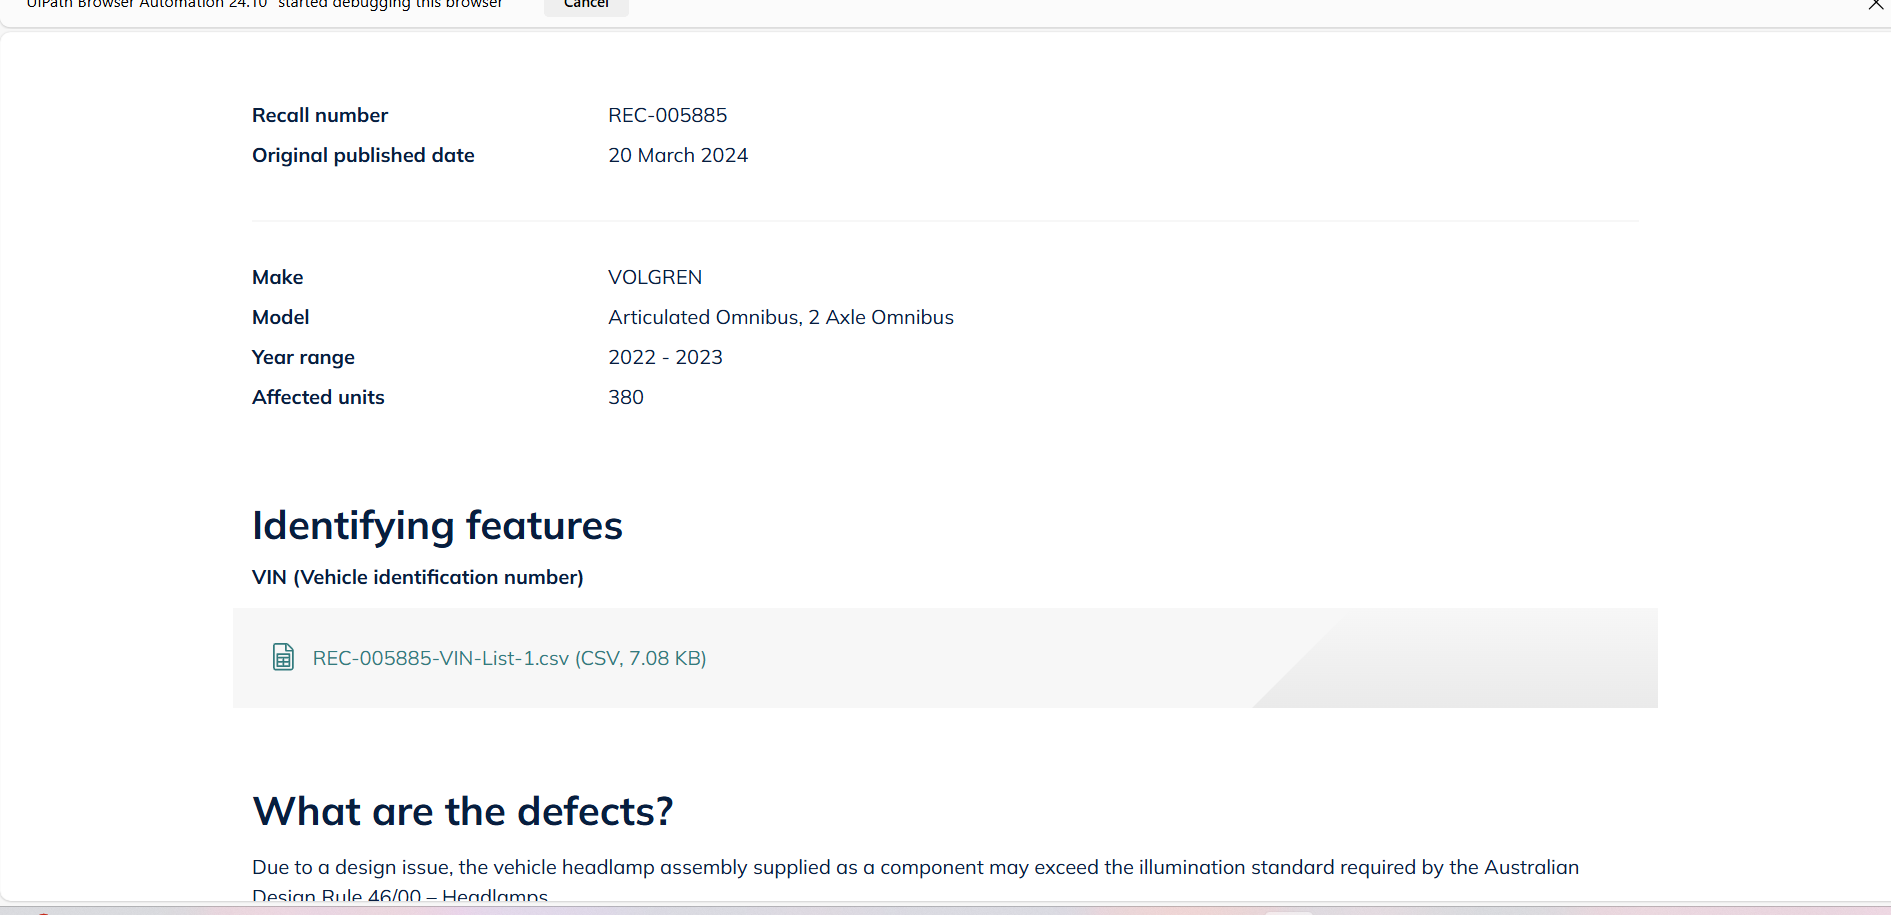 UiPath Browser Automation 24.10" started debugging this browser
Cancel
Recall number REC-005885
Original published date 20 March 2024
Make VOLGREN
Model Articulated Omnibus, 2 Axle Omnibus
Year range 2022 - 2023
Affected units 380
Identifying features
VIN (Vehicle identification number)
REC-005885-VIN-List-1.csv (CSV, 7.08 KB)
What are the defects?
Due to a design issue, the vehicle headlamp assembly supplied as a component may exceed the illumination standard required by the Australian
Design Rule 46/00 – Headlamps